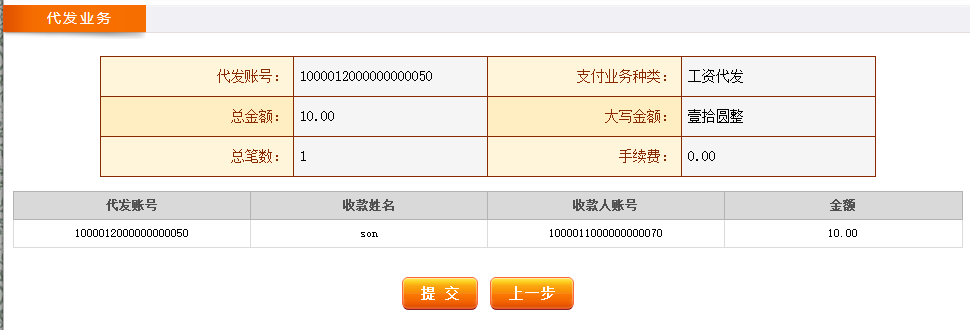 代发业务
代发账号： 1000012000000000050 支付业务种类： 工资代发
总金额： 10.00 大写金额： 壹拾圆整
总笔数： 1 手续费： 0.00
代发账号 收款姓名 收款人账号 金额
1000012000000000050 son 1000011000000000070 10.00
提 交 上一步